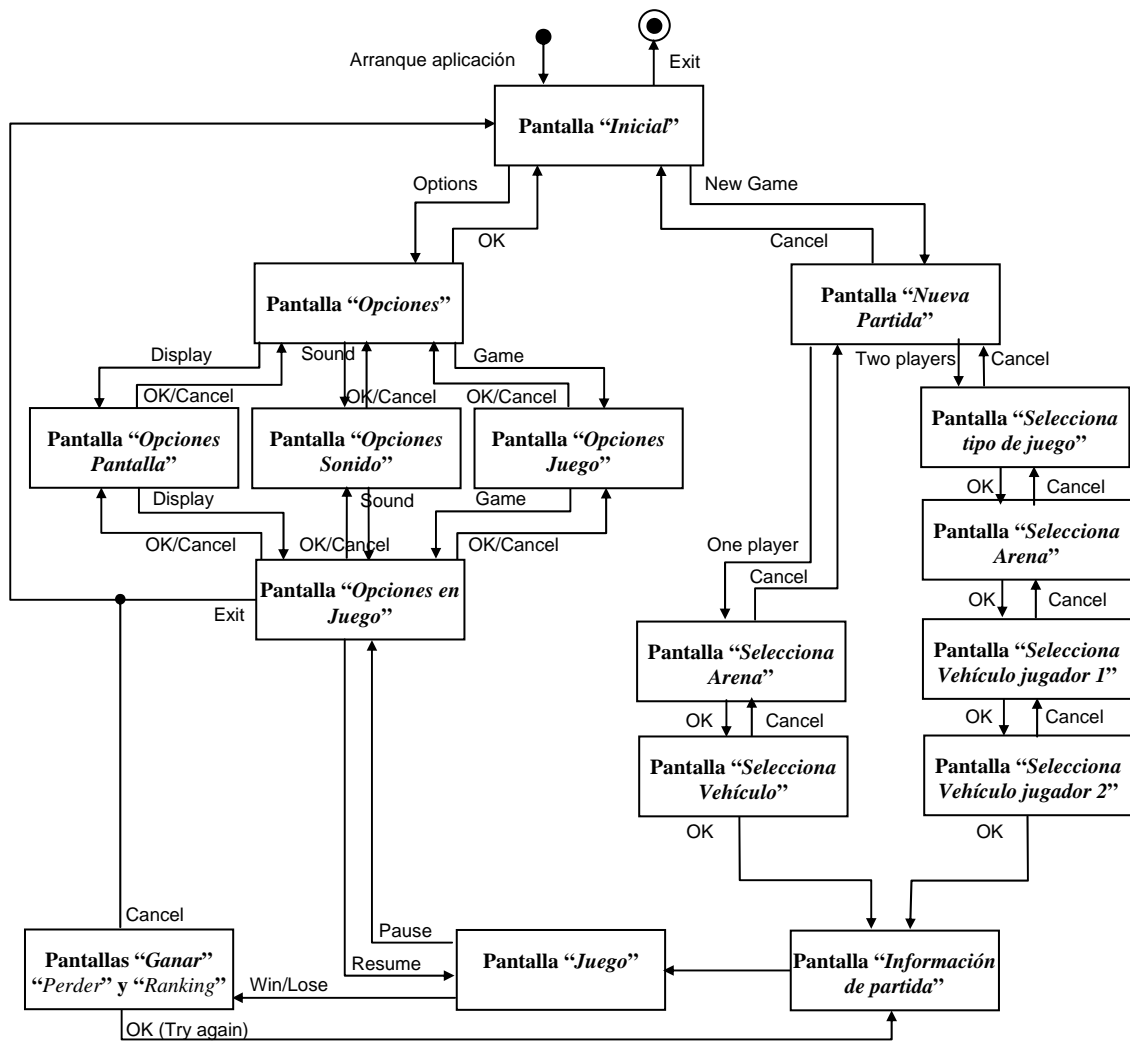 Arranque aplicación
Exit
Pantalla “Inicial”
Options
New Game
OK
Cancel
Pantalla “Opciones”
Pantalla “Nueva
Partida”
Display
Sound
Game
Two players
Cancel
OK/Cancel
OK/Cancel
OK/Cancel
Pantalla “Opciones
Pantalla”
Pantalla “Opciones
Sonido”
Pantalla “Opciones
Juego”
Pantalla “Selecciona
tipo de juego”
OK
Cancel
Display
Sound
Game
OK/Cancel
OK/Cancel
OK/Cancel
Pantalla “Selecciona
Arena”
One player
Cancel
Pantalla “Opciones en
Juego”
Exit
OK
Cancel
Pantalla “Selecciona
Arena”
Pantalla “Selecciona
Vehículo jugador 1”
OK
Cancel
OK
Cancel
Pantalla “Selecciona
Vehículo”
Pantalla “Selecciona
Vehículo jugador 2”
OK
OK
Cancel
Pause
Pantallas “Ganar”
“Perder” y “Ranking”
Resume
Win/Lose
Pantalla “Juego”
Pantalla “Información
de partida”
OK (Try again)